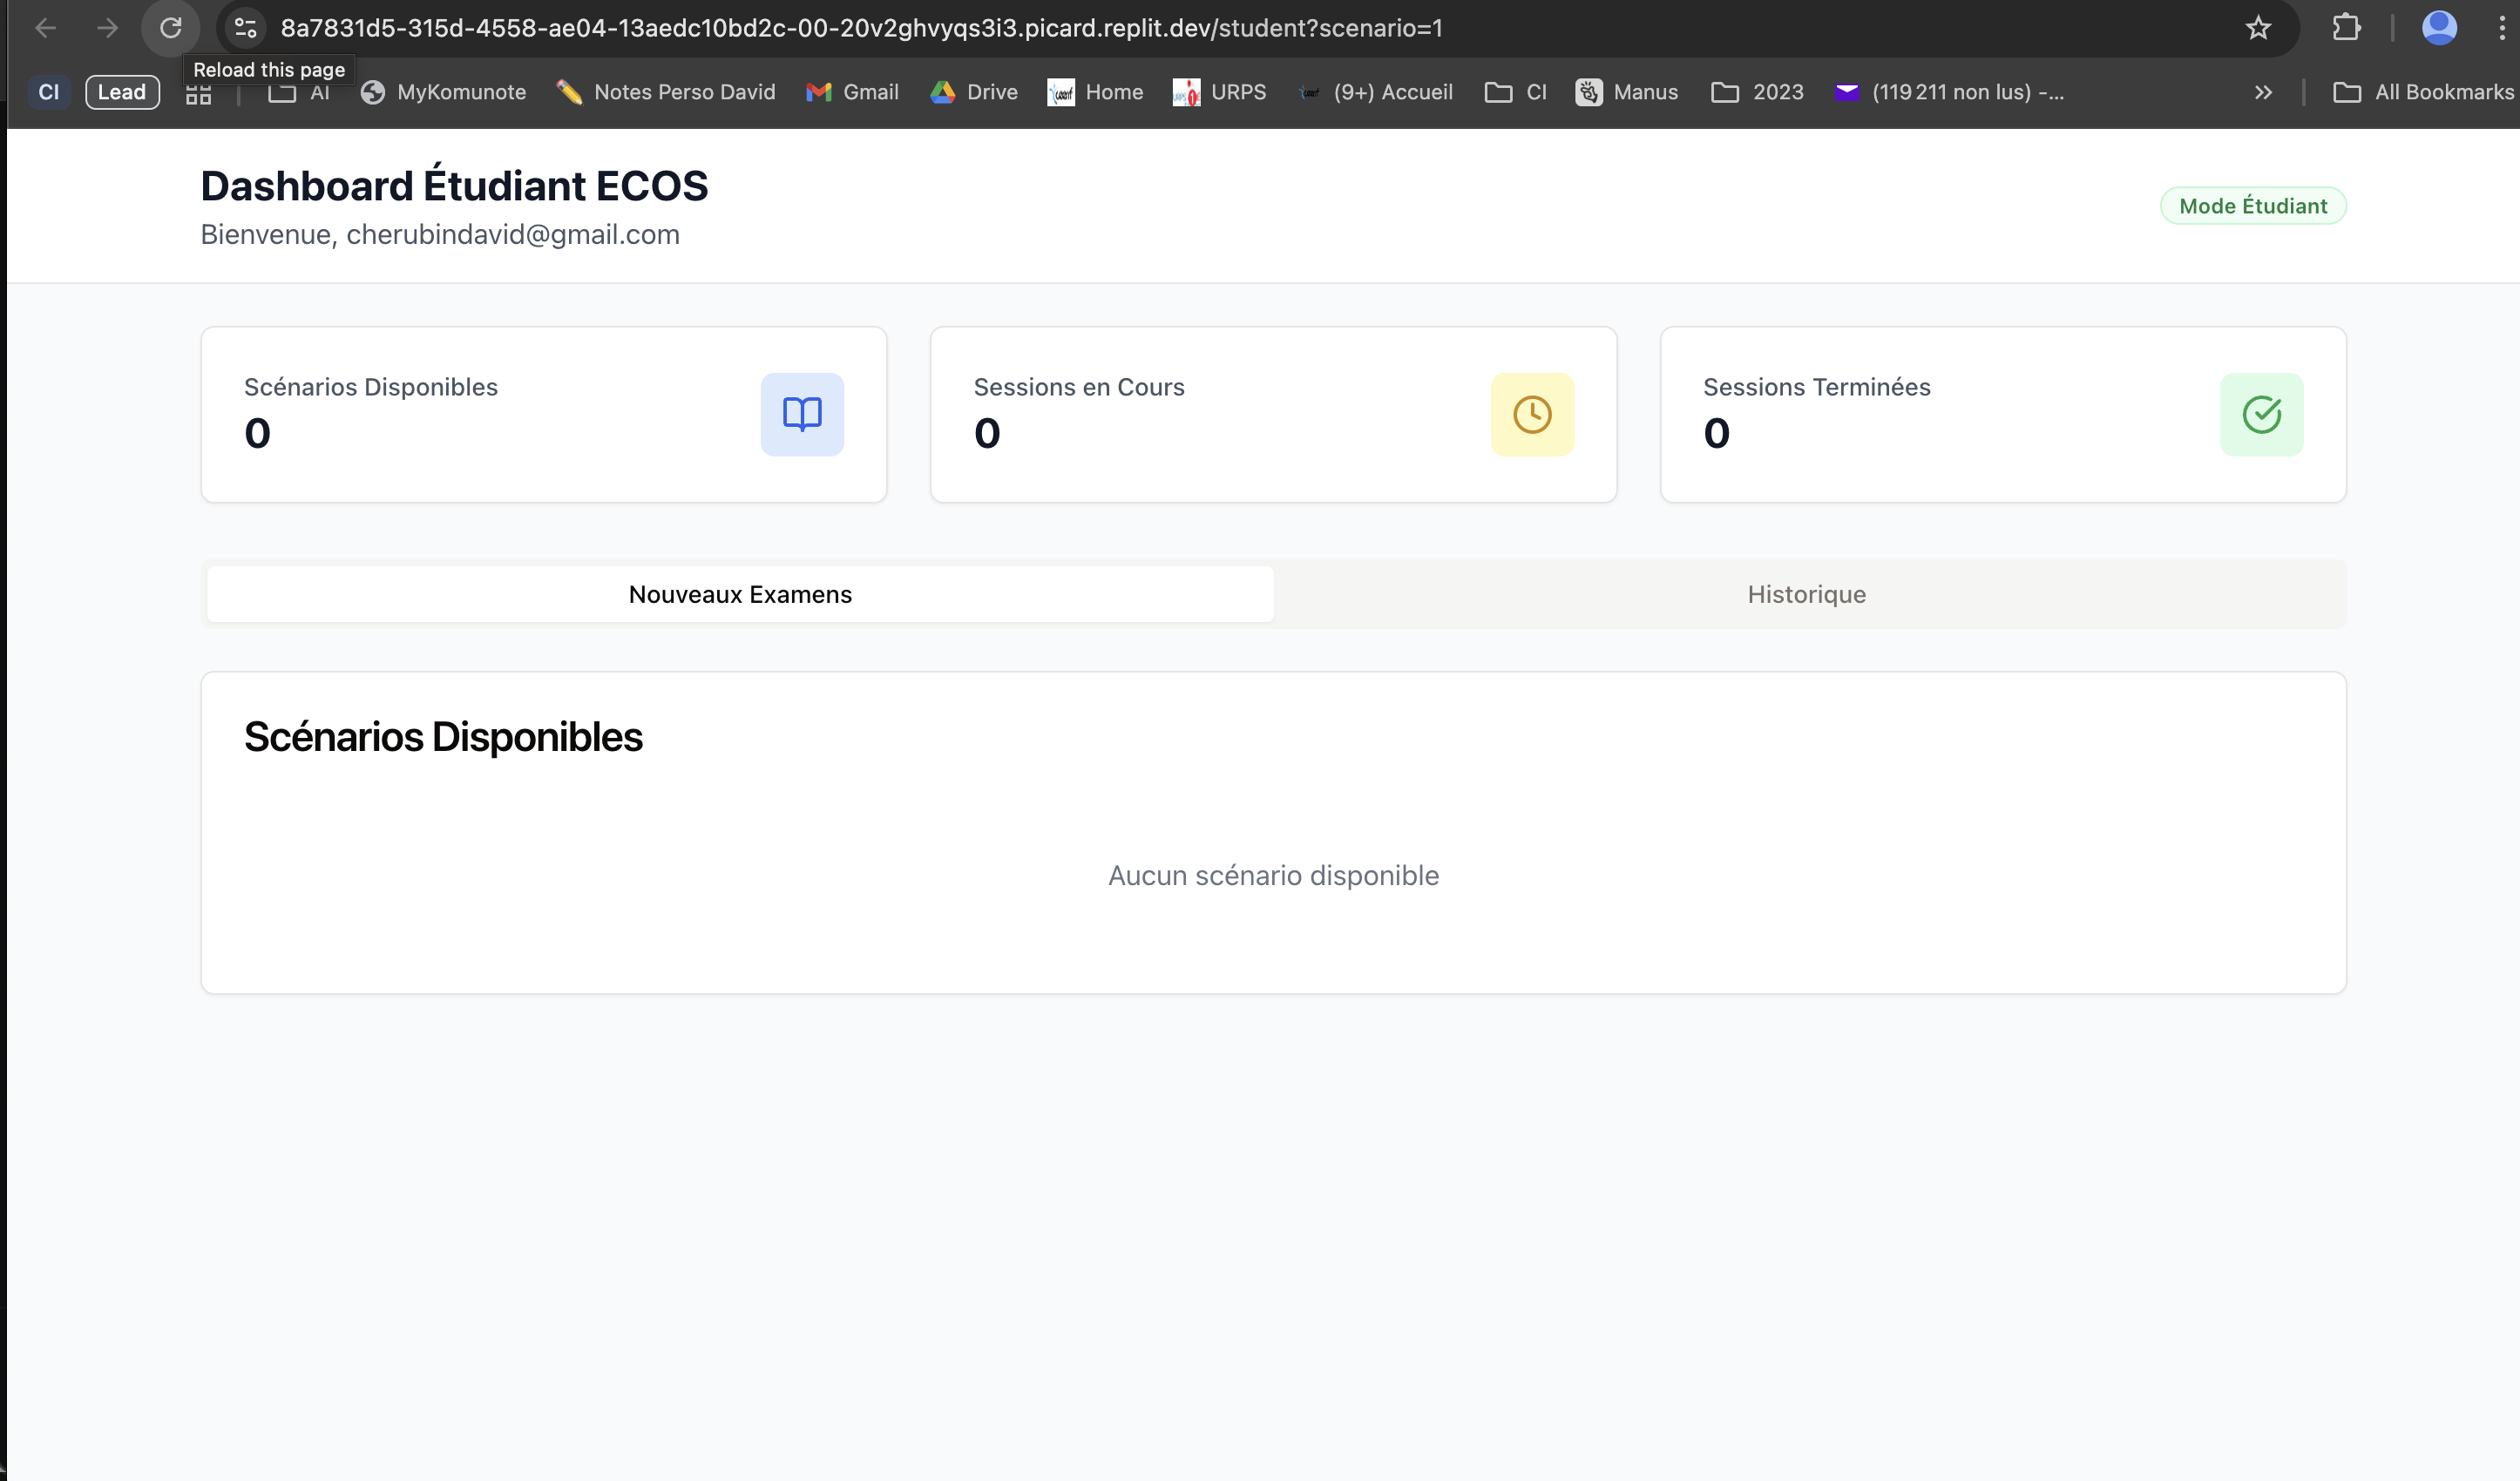 8a7831d5-315d-4558-ae04-13aedc10bd2c-00-20v2ghvyqs3i3.picard.replit.dev/student?scenario=1
Reload this page
CI Lead AI MyKomunote Notes Perso David Gmail Drive Home URPS (9+) Accueil CI Manus 2023 (119 211 non lus) -... All Bookmarks
Dashboard Étudiant ECOS
Bienvenue, cherubindavid@gmail.com
Mode Étudiant
Scénarios Disponibles
0
Sessions en Cours
0
Sessions Terminées
0
Nouveaux Examens
Historique
Scénarios Disponibles
Aucun scénario disponible